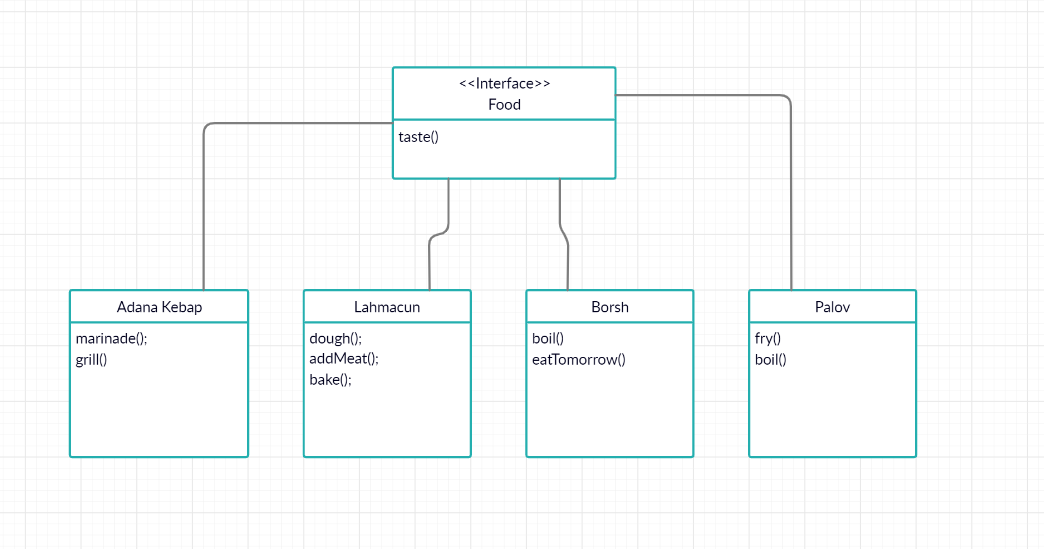 <<Interface>>
Food
taste()
Adana Kebap
marinade();
grill()
Lahmacun
dough();
addMeat();
bake();
Borsh
boil()
eatTomorrow()
Palov
fry()
boil()